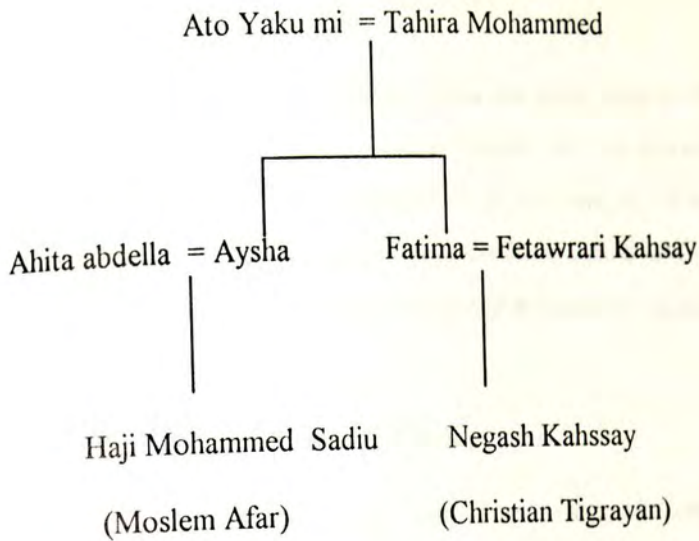 Ato Yaku mi = Tahira Mohammed
Ahita abdella = Aysha Fatima = Fetawrari Kahsay
Haji Mohammed Sadiu Negash Kahssay
(Moslem Afar) (Christian Tigrayan)